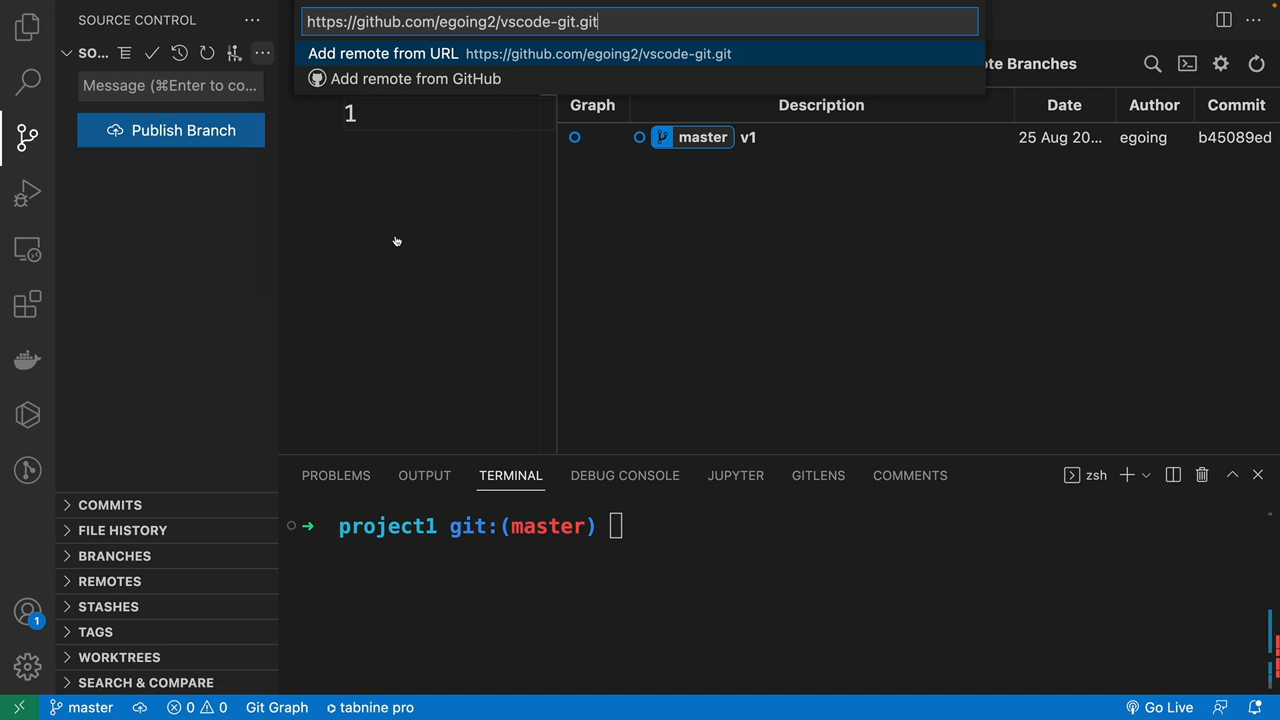 SOURCE CONTROL
SO...
Message (⌘Enter to co...
Publish Branch
https://github.com/egoing2/vscode-git.git
Add remote from URL https://github.com/egoing2/vscode-git.git
Add remote from GitHub
Branches
1
Graph Description Date Author Commit
master v1 25 Aug 20... egoing b45089ed
PROBLEMS OUTPUT TERMINAL DEBUG CONSOLE JUPYTER GITLENS COMMENTS
zsh
➜ project1 git:(master)
COMMITS
FILE HISTORY
BRANCHES
REMOTES
STASHES
TAGS
WORKTREES
SEARCH & COMPARE
1
master 0 0 Git Graph tabnine pro Go Live